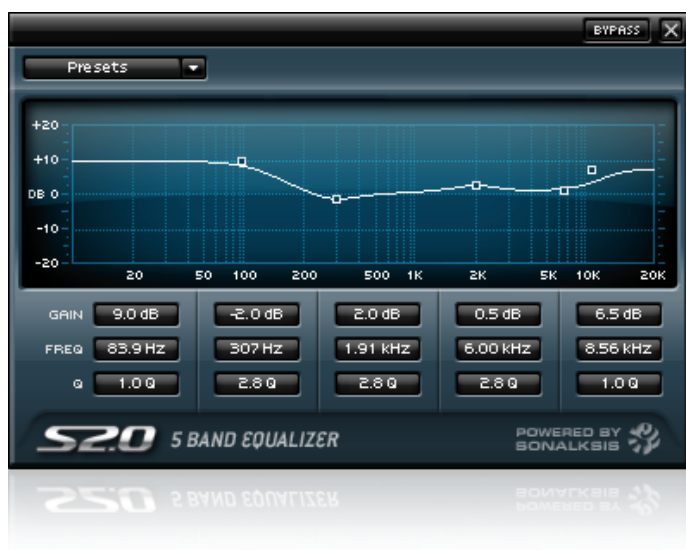 BYPASS X
Presets
+20
+10
DB 0
-10
-20
20 50 100 200 500 1K 2K 5K 10K 20K
GAIN 9.0 dB -2.0 dB 2.0 dB 0.5 dB 6.5 dB
FREQ 83.9 Hz 307 Hz 1.91 kHz 6.00 kHz 8.56 kHz
Q 1.0 Q 2.8 Q 2.8 Q 2.8 Q 1.0 Q
S2.0 5 BAND EQUALIZER POWERED BY
SONALKSIS